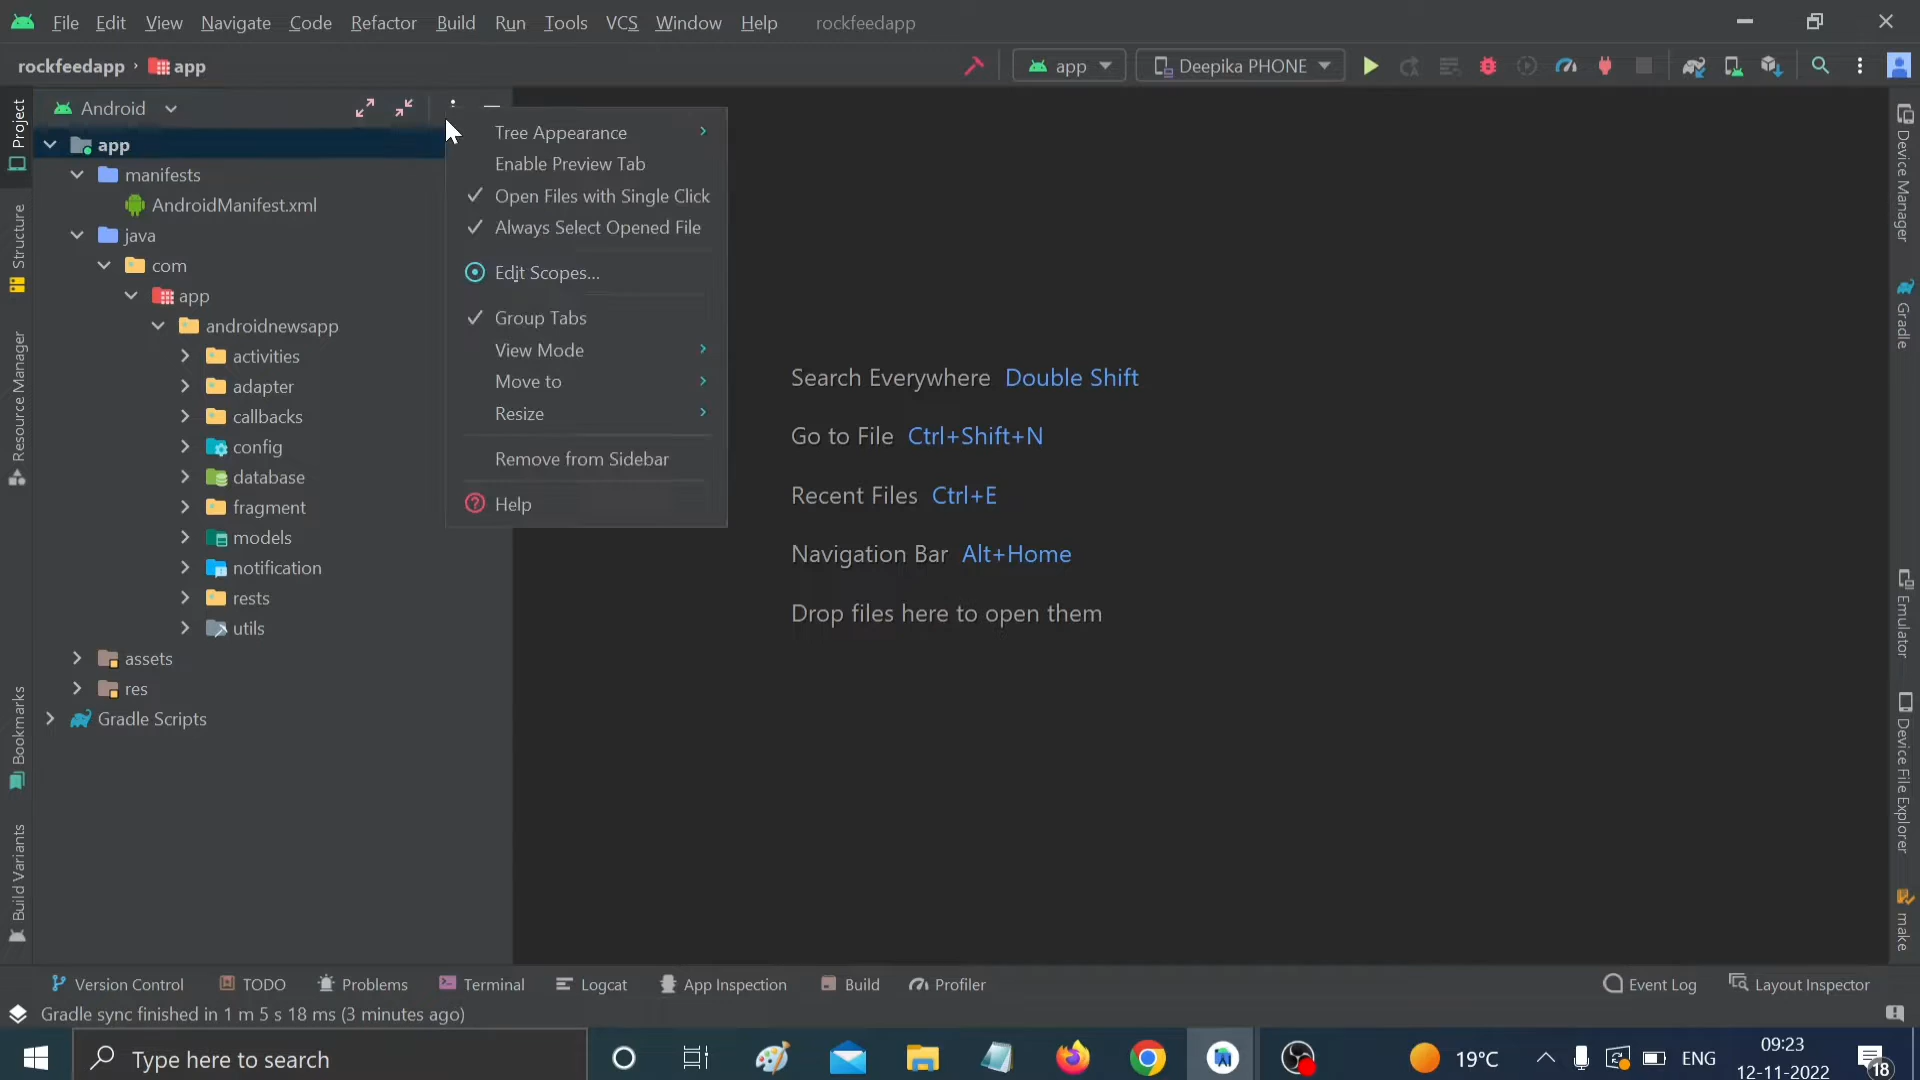 File Edit View Navigate Code Refactor Build Run Tools VCS Window Help rockfeedapp
rockfeedapp app
app Deepika PHONE
Android
app
manifests
AndroidManifest.xml
java
com
app
androidnewsapp
activities
adapter
callbacks
config
database
fragment
models
notification
rests
utils
assets
res
Gradle Scripts
Tree Appearance
Enable Preview Tab
Open Files with Single Click
Always Select Opened File
Edit Scopes...
Group Tabs
View Mode
Move to
Resize
Remove from Sidebar
Help
Search Everywhere Double Shift
Go to File Ctrl+Shift+N
Recent Files Ctrl+E
Navigation Bar Alt+Home
Drop files here to open them
Project
Structure
Resource Manager
Bookmarks
Build Variants
Device Manager
Gradle
Emulator
Device File Explorer
make
Version Control TODO Problems Terminal Logcat App Inspection Build Profiler Event Log Layout Inspector
Gradle sync finished in 1 m 5 s 18 ms (3 minutes ago)
Type here to search
19°C ENG
09:23
12-11-2022
18